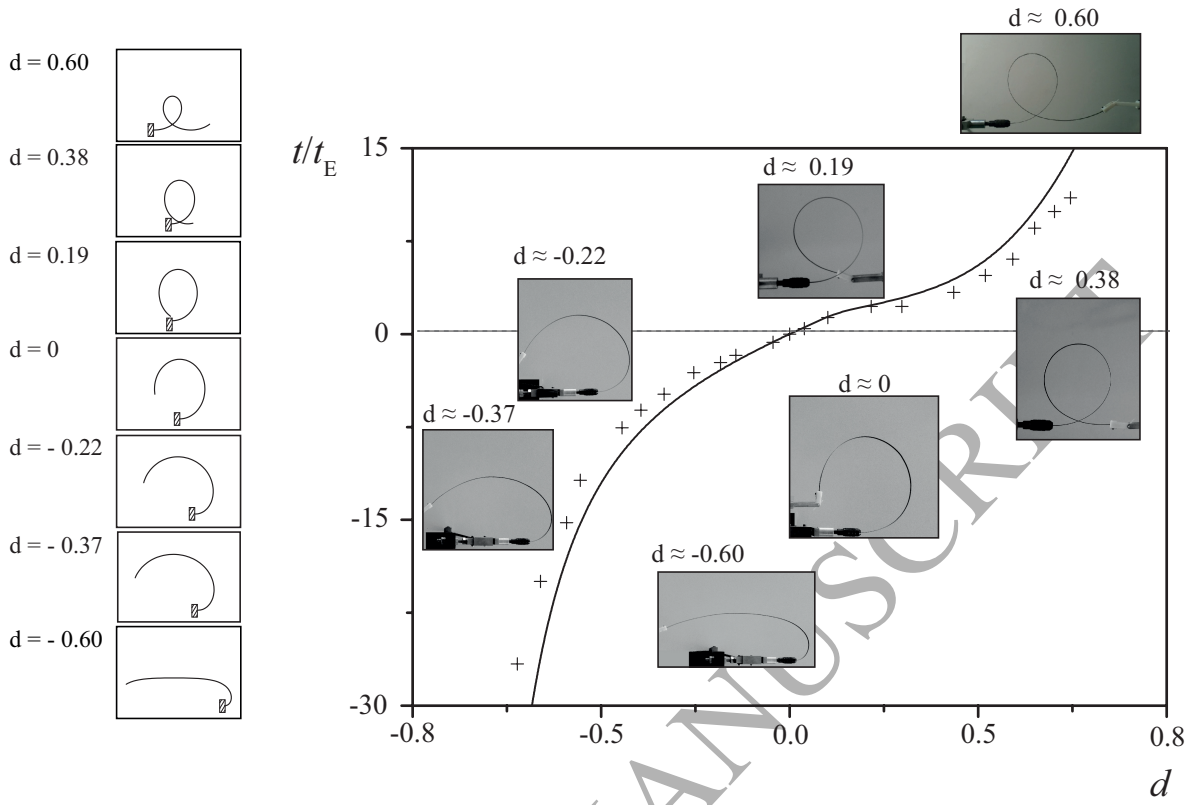 d = 0.60
d = 0.38
d = 0.19
d = 0
d = - 0.22
d = - 0.37
d = - 0.60
t/tE
15
0
-15
-30
-0.8
-0.5
0.0
0.5
0.8
d
d ≈ 0.60
d ≈ 0.19
d ≈ -0.22
d ≈ 0.38
d ≈ 0
d ≈ -0.37
d ≈ -0.60